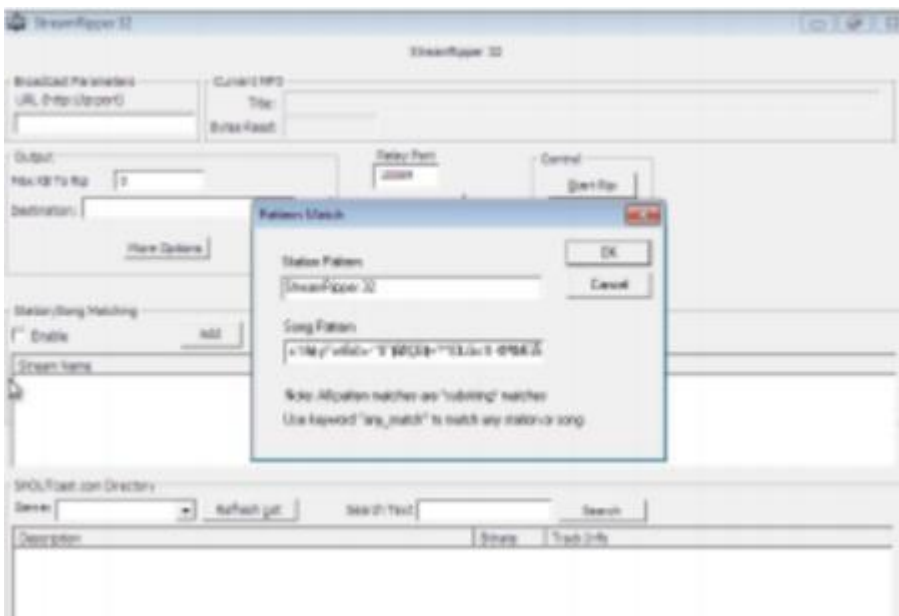 StreamRipper 32
StreamRipper 32
Broadcast Parameters
URL (http://ip:port)
Current MP3
Title:
Bytes Read:
Output
Max KB To Rip 0
Destination:
More Options
Relay Port
Control
Start Rip
Pattern Match
Station Pattern
StreamRipper 32
Song Pattern
OK
Cancel
Note: All pattern matches are "substring" matches
Use keyword "any_match" to match any station or song.
Station/Song Matching
Enable
Add
Stream Name
SHOUTcast.com Directory
Genre:
Refresh List
Search Text
Search
Description
Bitrate
Track Info